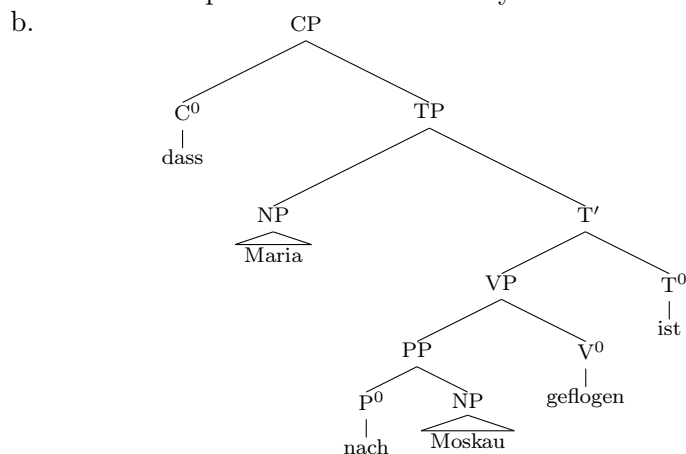 b.
CP
C⁰ TP
dass
NP T′
Maria
VP T⁰
ist
PP V⁰
geflogen
P⁰ NP
nach Moskau